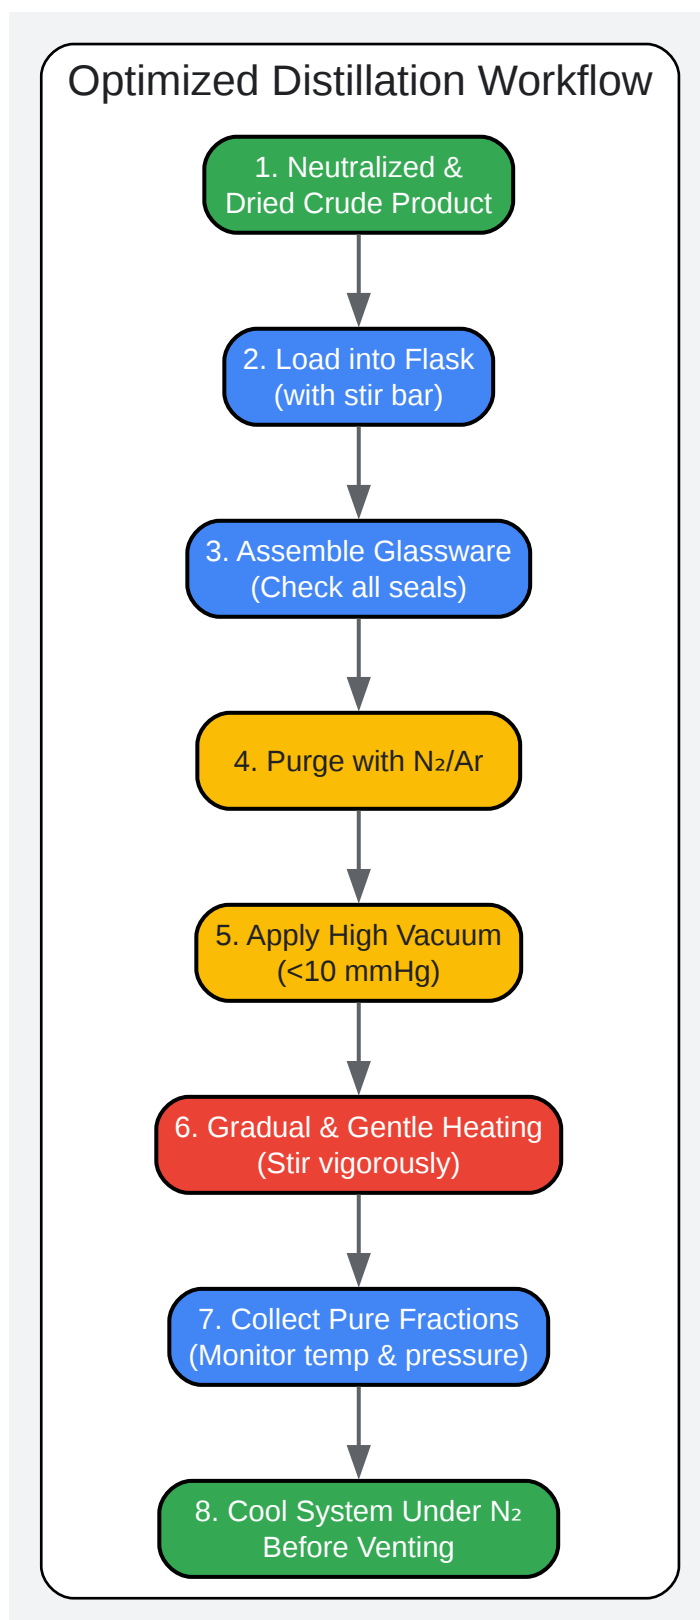 Optimized Distillation Workflow
1. Neutralized &
Dried Crude Product
2. Load into Flask
(with stir bar)
3. Assemble Glassware
(Check all seals)
4. Purge with N₂/Ar
5. Apply High Vacuum
(<10 mmHg)
6. Gradual & Gentle Heating
(Stir vigorously)
7. Collect Pure Fractions
(Monitor temp & pressure)
8. Cool System Under N₂
Before Venting